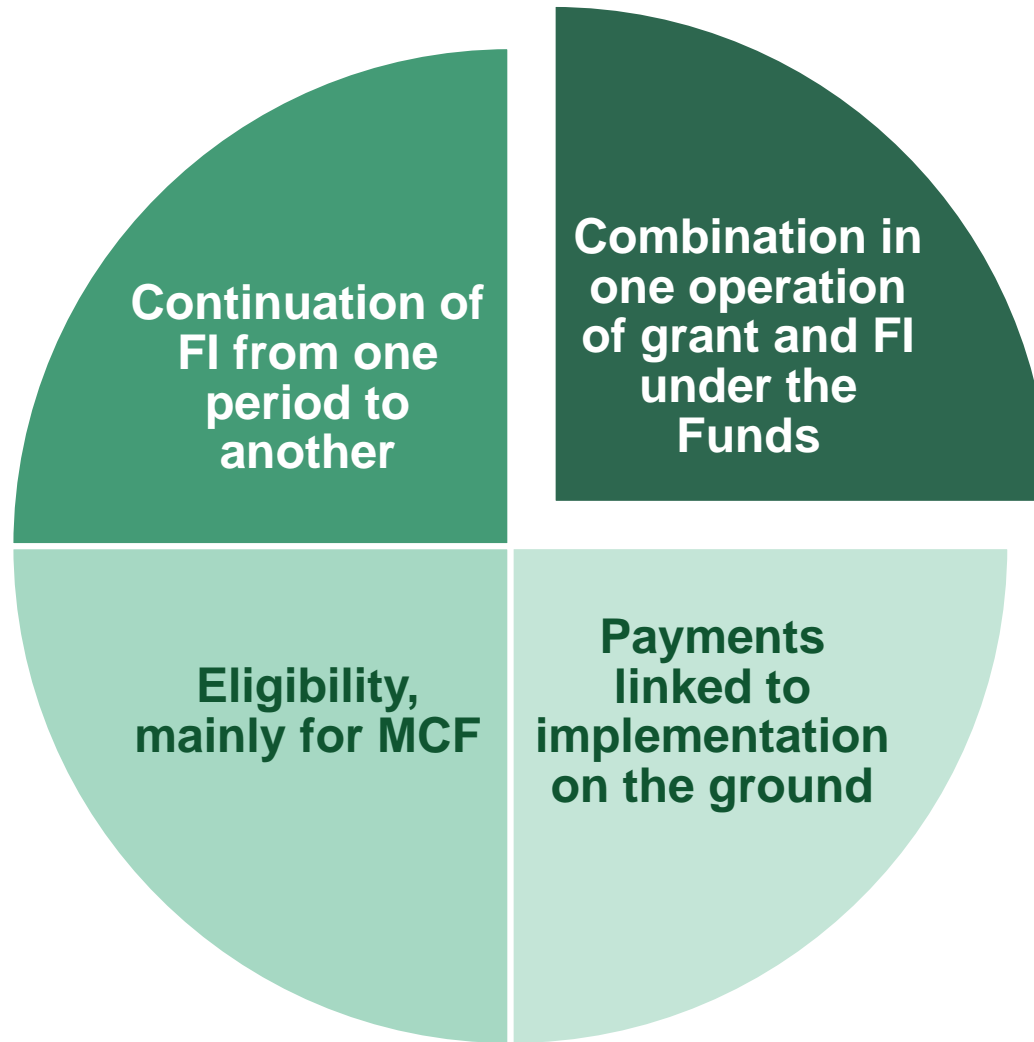 Continuation of
FI from one
period to
another
Combination in
one operation
of grant and FI
under the
Funds
Eligibility,
mainly for MCF
Payments
linked to
implementation
on the ground